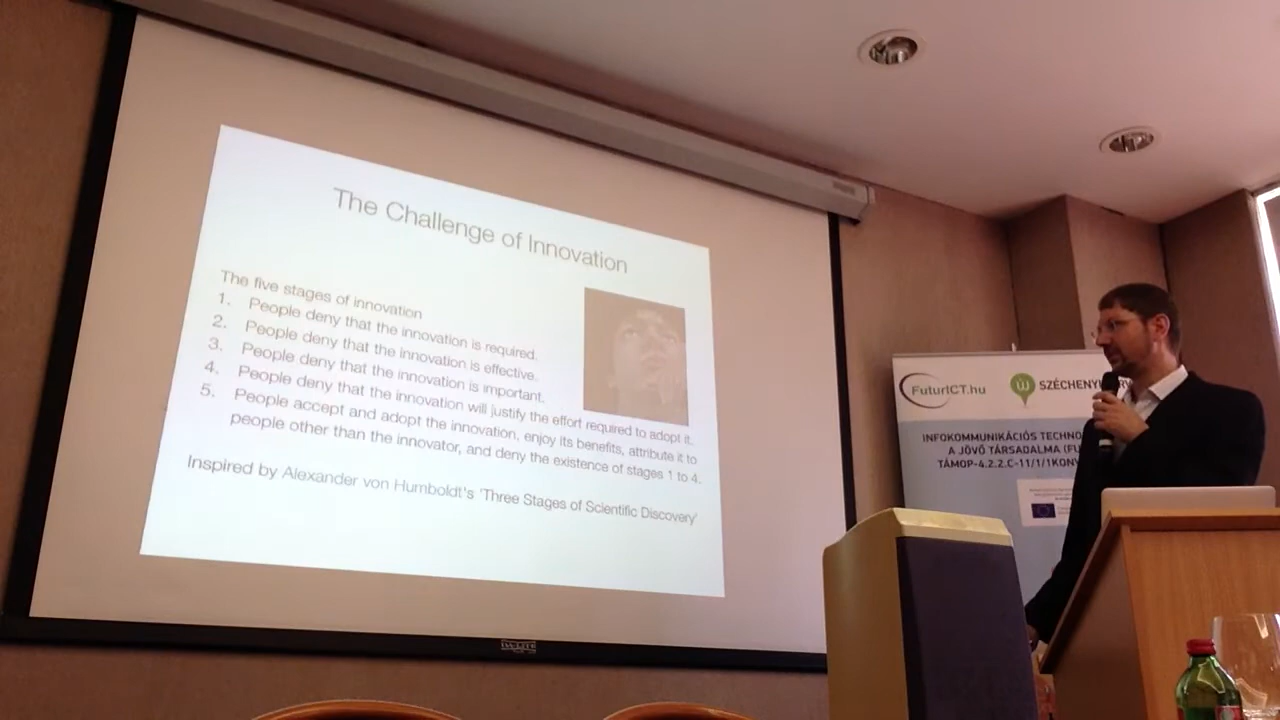 The Challenge of Innovation
The five stages of innovation
1. People deny that the innovation is required.
2. People deny that the innovation is effective.
3. People deny that the innovation is important.
4. People deny that the innovation will justify the effort required to adopt it.
5. People accept and adopt the innovation, enjoy its benefits, attribute it to
people other than the innovator, and deny the existence of stages 1 to 4.
Inspired by Alexander von Humboldt's 'Three Stages of Scientific Discovery'
DA-LITE
FuturICT.hu
ÚJ
INFOKOMMUNIKÁCIÓS
A JÖVŐ TÁRSADALMA
TÁMOP-4.2.2.C-11/1/1